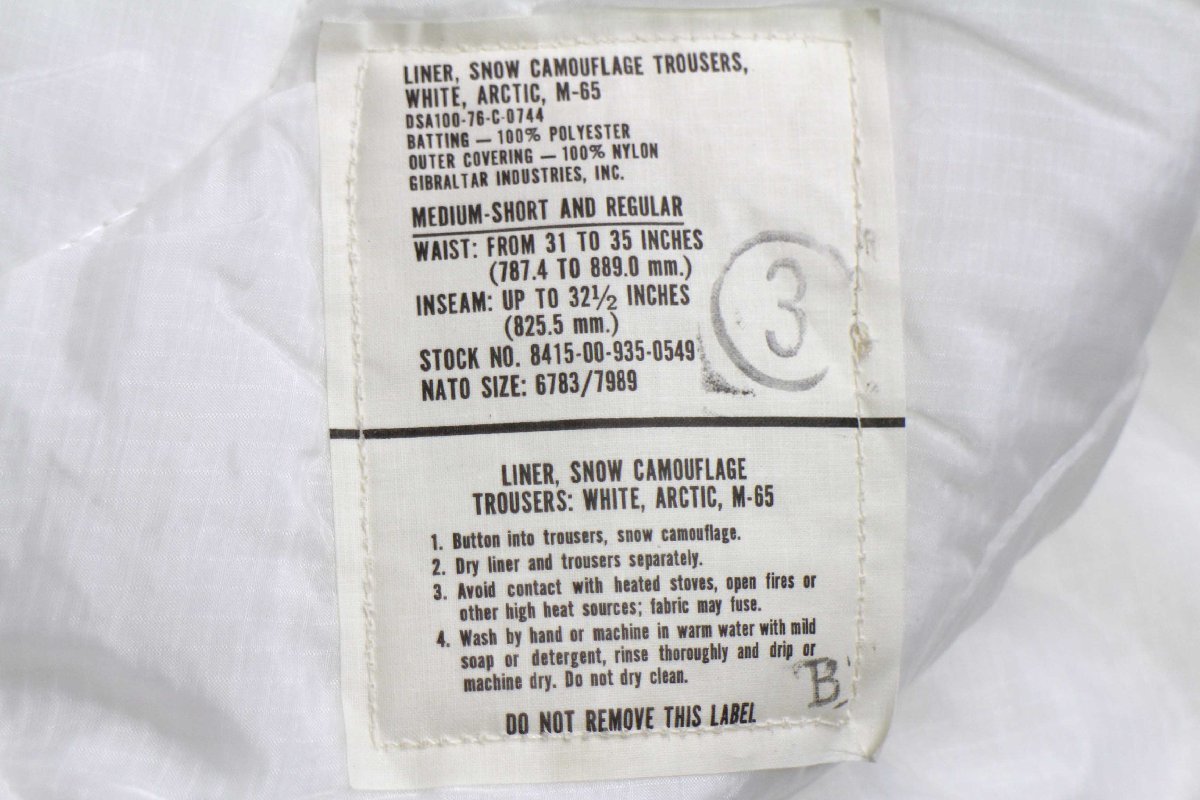 LINER, SNOW CAMOUFLAGE TROUSERS,
WHITE, ARCTIC, M-65
DSA100-76-C-0744
BATTING — 100% POLYESTER
OUTER COVERING — 100% NYLON
GIBRALTAR INDUSTRIES, INC.
MEDIUM-SHORT AND REGULAR
WAIST: FROM 31 TO 35 INCHES
(787.4 TO 889.0 mm.)
INSEAM: UP TO 32½ INCHES
(825.5 mm.)
STOCK NO. 8415-00-935-0549
NATO SIZE: 6783/7989
3
LINER, SNOW CAMOUFLAGE
TROUSERS: WHITE, ARCTIC, M-65
1. Button into trousers, snow camouflage.
2. Dry liner and trousers separately.
3. Avoid contact with heated stoves, open fires or
other high heat sources; fabric may fuse.
4. Wash by hand or machine in warm water with mild
soap or detergent, rinse thoroughly and drip or
machine dry. Do not dry clean.
B
DO NOT REMOVE THIS LABEL